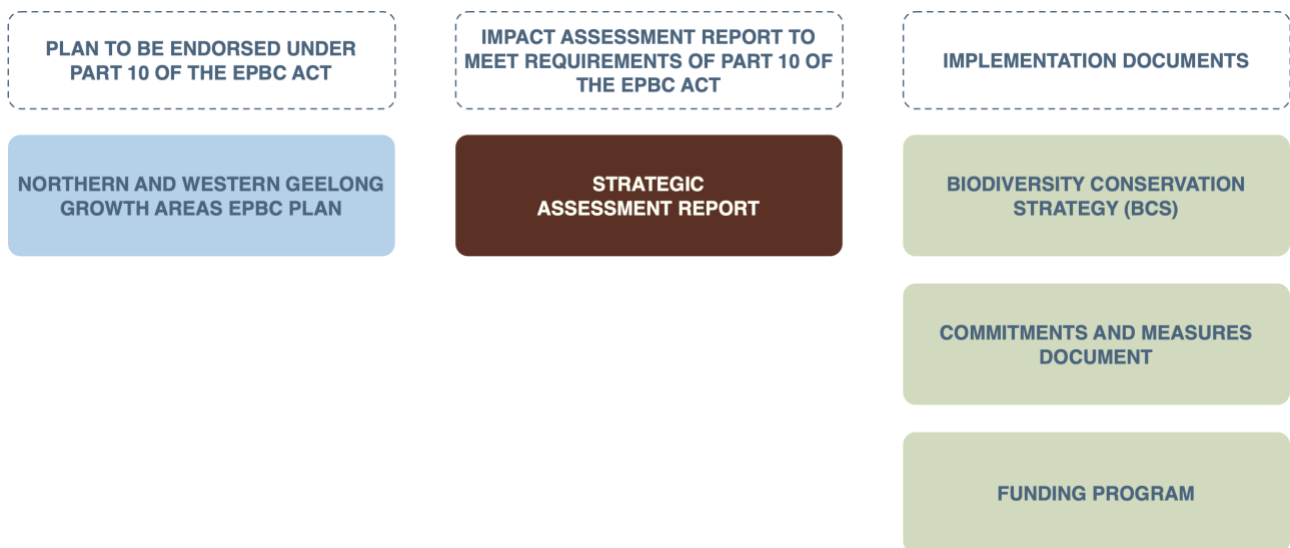 PLAN TO BE ENDORSED UNDER
PART 10 OF THE EPBC ACT
IMPACT ASSESSMENT REPORT TO
MEET REQUIREMENTS OF PART 10 OF
THE EPBC ACT
IMPLEMENTATION DOCUMENTS
NORTHERN AND WESTERN GEELONG
GROWTH AREAS EPBC PLAN
STRATEGIC
ASSESSMENT REPORT
BIODIVERSITY CONSERVATION
STRATEGY (BCS)
COMMITMENTS AND MEASURES
DOCUMENT
FUNDING PROGRAM